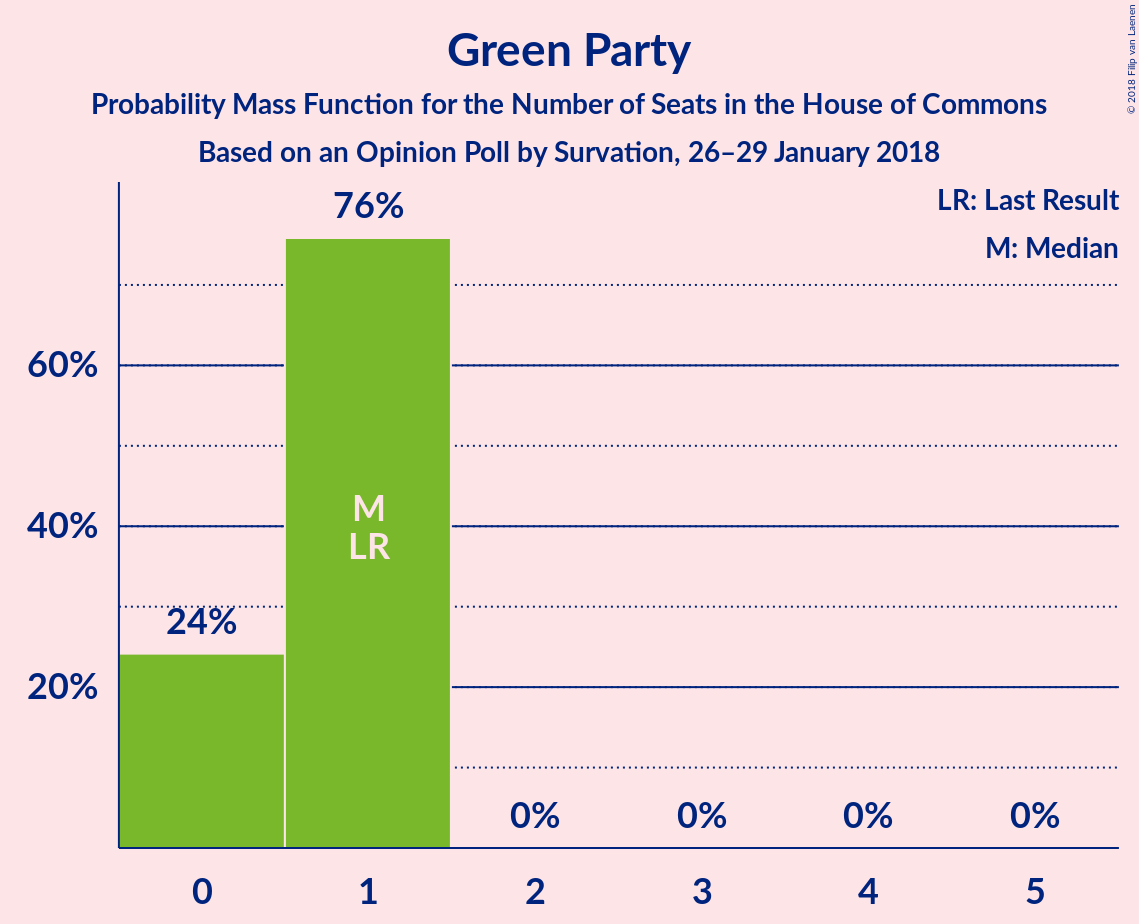 Green Party
Probability Mass Function for the Number of Seats in the House of Commons
Based on an Opinion Poll by Survation, 26–29 January 2018
© 2018 Filip van Laenen
LR: Last Result
M: Median
76%
60%
40%
20%
24%
M
LR
0%
0%
0%
0%
0
1
2
3
4
5